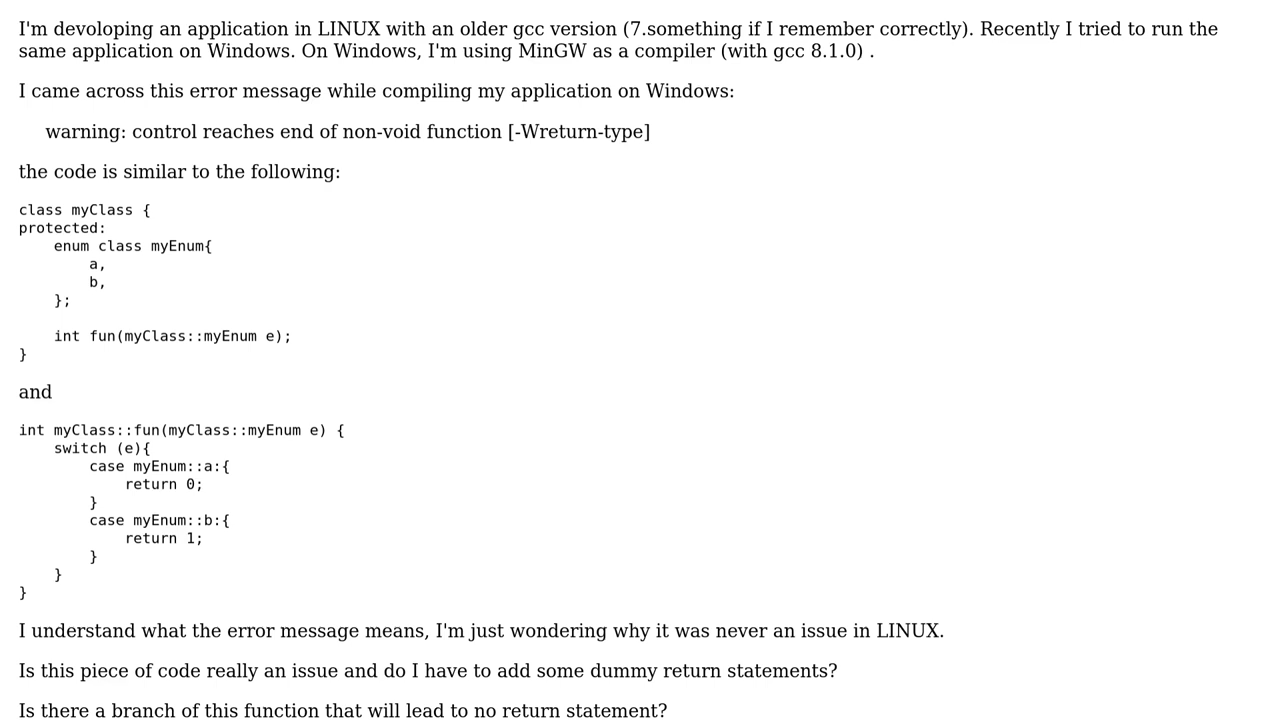 I'm devoloping an application in LINUX with an older gcc version (7.something if I remember correctly). Recently I tried to run the
same application on Windows. On Windows, I'm using MinGW as a compiler (with gcc 8.1.0) .
I came across this error message while compiling my application on Windows:
warning: control reaches end of non-void function [-Wreturn-type]
the code is similar to the following:
class myClass {
protected:
    enum class myEnum{
        a,
        b,
    };

    int fun(myClass::myEnum e);
}
and
int myClass::fun(myClass::myEnum e) {
    switch (e){
        case myEnum::a:{
            return 0;
        }
        case myEnum::b:{
            return 1;
        }
    }
}
I understand what the error message means, I'm just wondering why it was never an issue in LINUX.
Is this piece of code really an issue and do I have to add some dummy return statements?
Is there a branch of this function that will lead to no return statement?